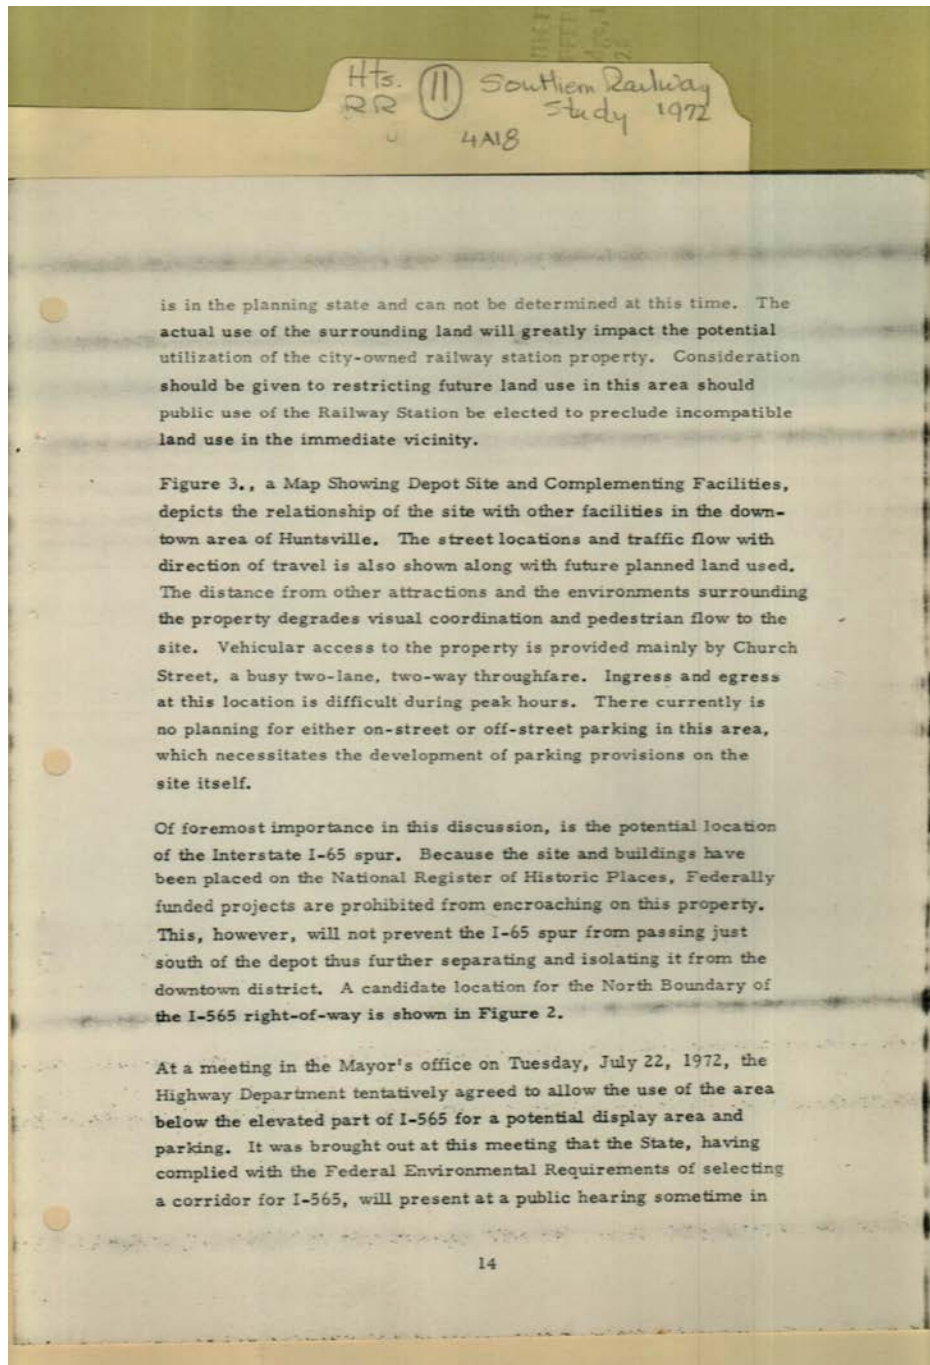 Hts. 11 Southern Railway
RR Study 1972
4A18
is in the planning state and can not be determined at this time. The
actual use of the surrounding land will greatly impact the potential
utilization of the city-owned railway station property. Consideration
should be given to restricting future land use in this area should
public use of the Railway Station be elected to preclude incompatible
land use in the immediate vicinity.
Figure 3., a Map Showing Depot Site and Complementing Facilities,
depicts the relationship of the site with other facilities in the down-
town area of Huntsville. The street locations and traffic flow with
direction of travel is also shown along with future planned land used.
The distance from other attractions and the environments surrounding
the property degrades visual coordination and pedestrian flow to the
site. Vehicular access to the property is provided mainly by Church
Street, a busy two-lane, two-way throughfare. Ingress and egress
at this location is difficult during peak hours. There currently is
no planning for either on-street or off-street parking in this area,
which necessitates the development of parking provisions on the
site itself.
Of foremost importance in this discussion, is the potential location
of the Interstate I-65 spur. Because the site and buildings have
been placed on the National Register of Historic Places, Federally
funded projects are prohibited from encroaching on this property.
This, however, will not prevent the I-65 spur from passing just
south of the depot thus further separating and isolating it from the
downtown district. A candidate location for the North Boundary of
the I-565 right-of-way is shown in Figure 2.
At a meeting in the Mayor's office on Tuesday, July 22, 1972, the
Highway Department tentatively agreed to allow the use of the area
below the elevated part of I-565 for a potential display area and
parking. It was brought out at this meeting that the State, having
complied with the Federal Environmental Requirements of selecting
a corridor for I-565, will present at a public hearing sometime in
14